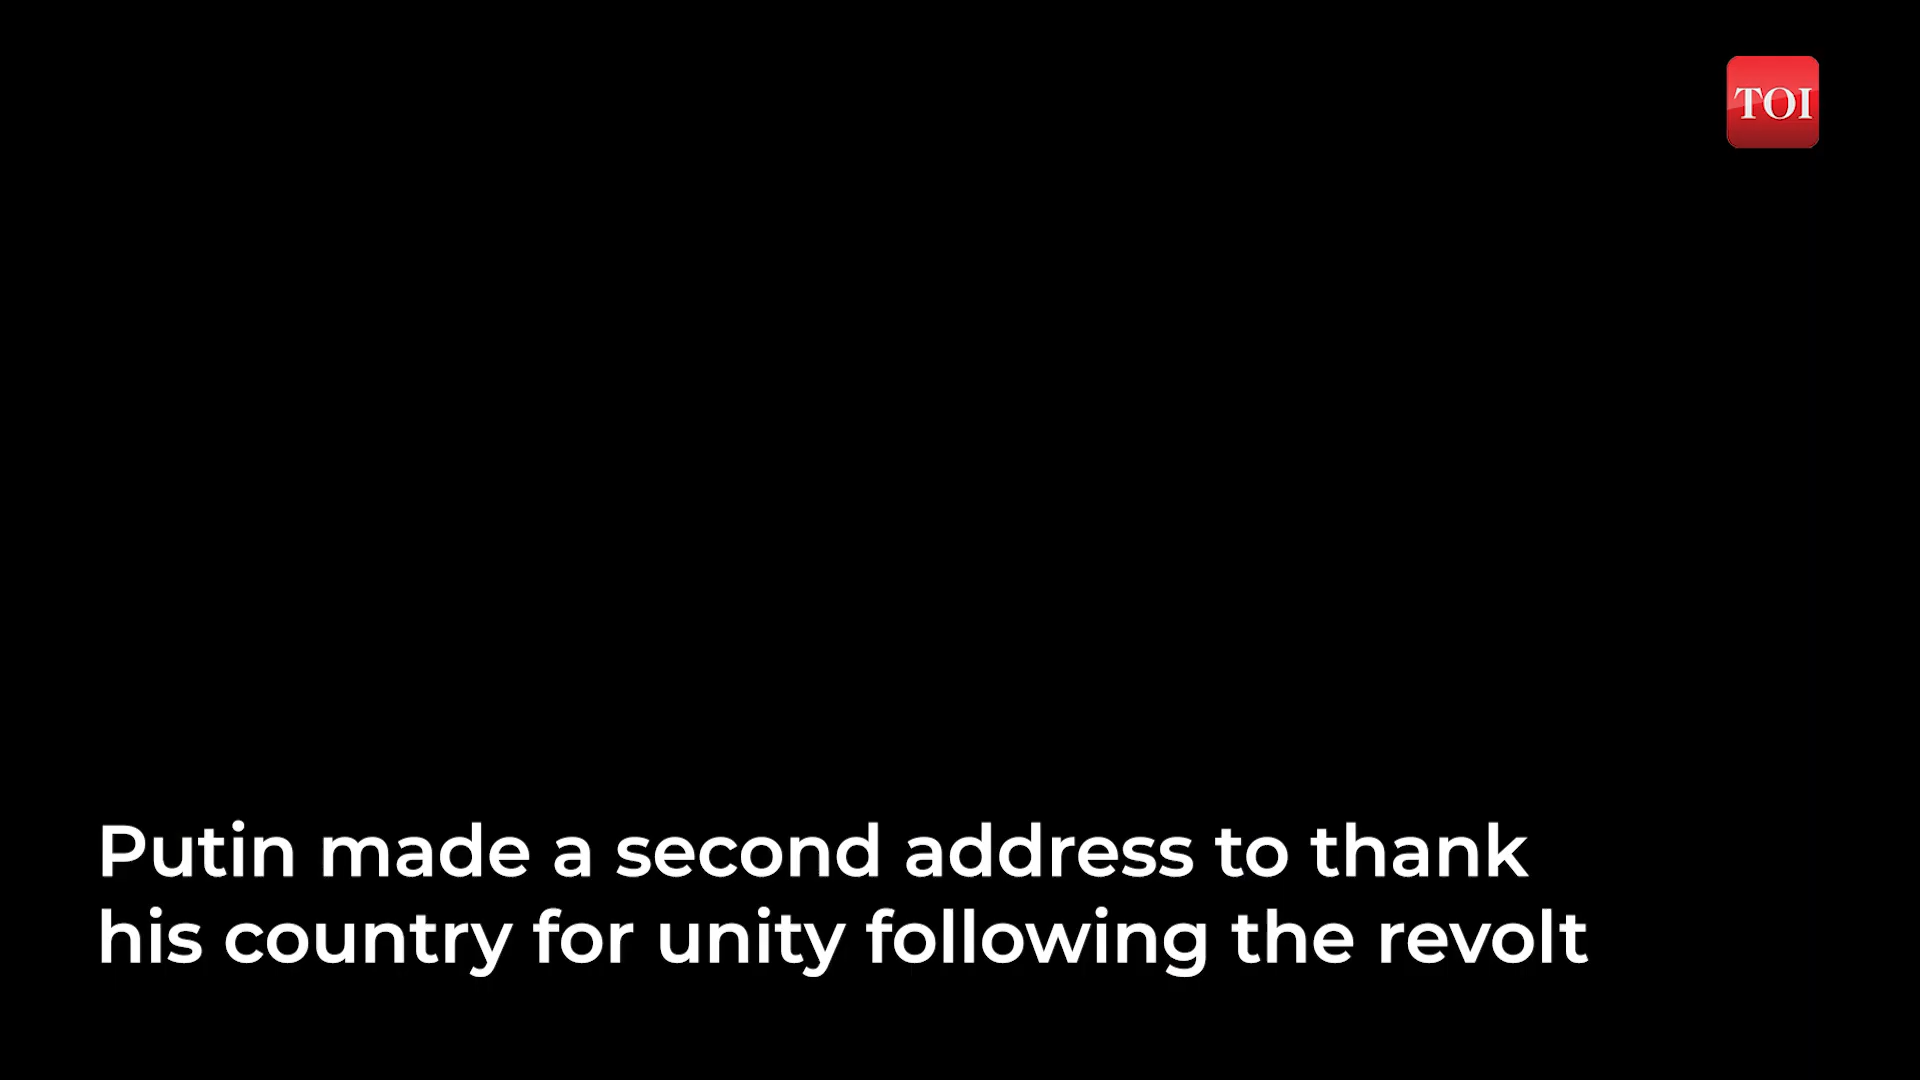 TOI
Putin made a second address to thank
his country for unity following the revolt